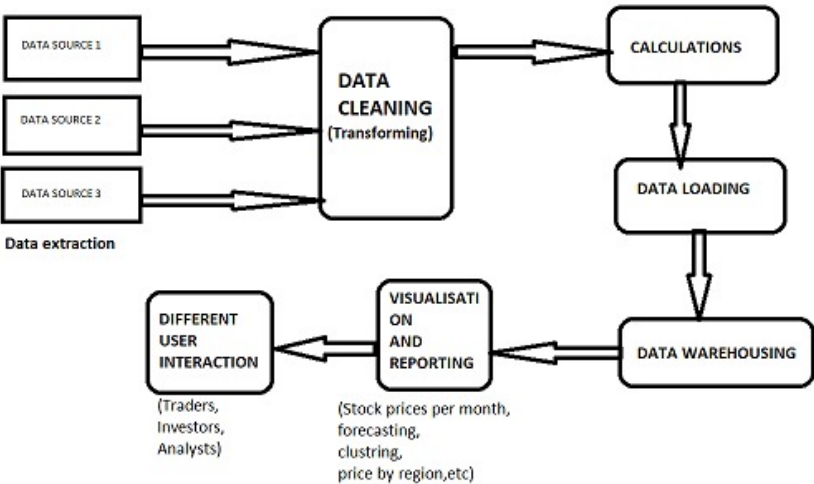 DATA SOURCE 1
DATA SOURCE 2
DATA SOURCE 3
Data extraction
DATA
CLEANING
(Transforming)
CALCULATIONS
DATA LOADING
DATA WAREHOUSING
VISUALISATI
ON
AND
REPORTING
(Stock prices per month,
forecasting,
clustring,
price by region,etc)
DIFFERENT
USER
INTERACTION
(Traders,
Investors,
Analysts)